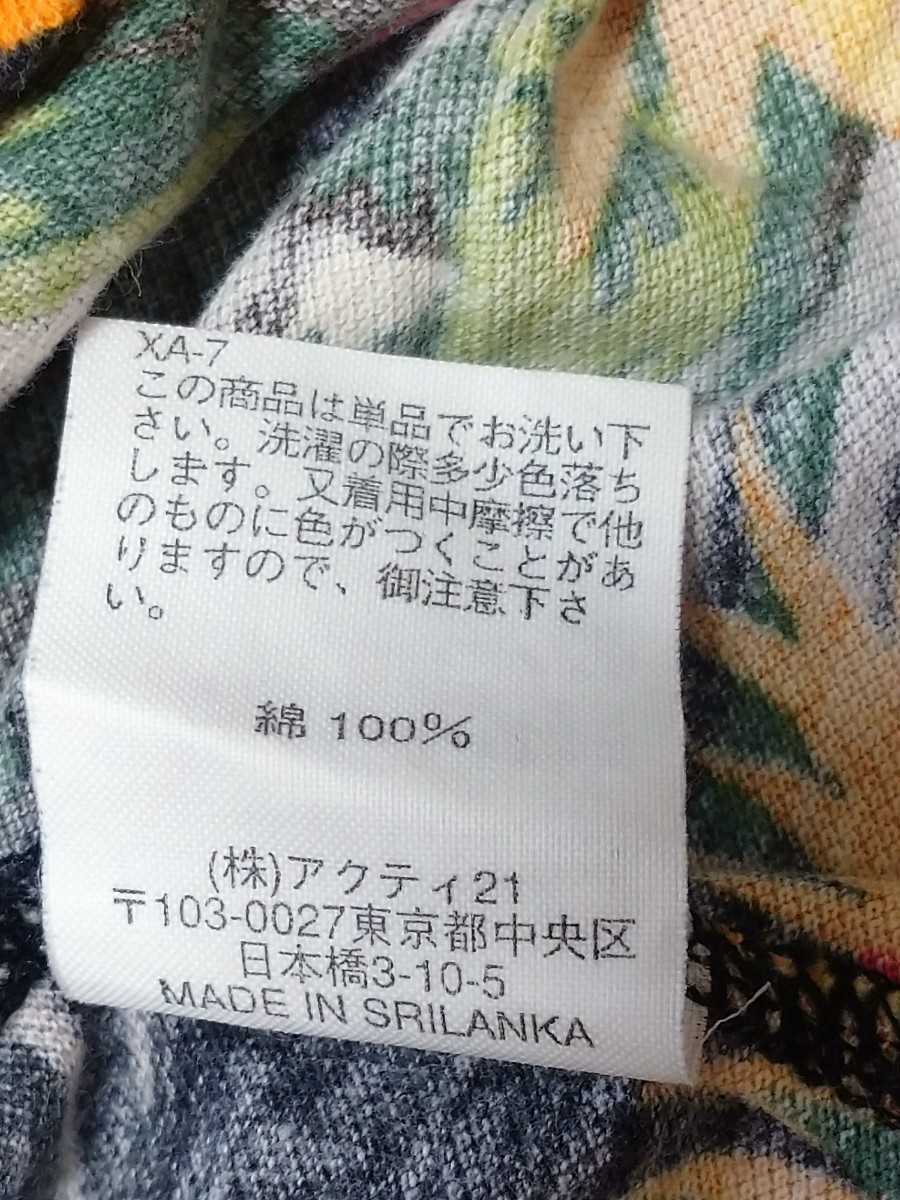 XA-7
この商品は単品でお洗い下
さい。洗濯の際多少色落ち
します。又着用中摩擦で他
のものに色がつくことがあ
りますので、御注意下さ
い。
綿 100%
(株)アクティ21
〒103-0027東京都中央区
日本橋3-10-5
MADE IN SRILANKA